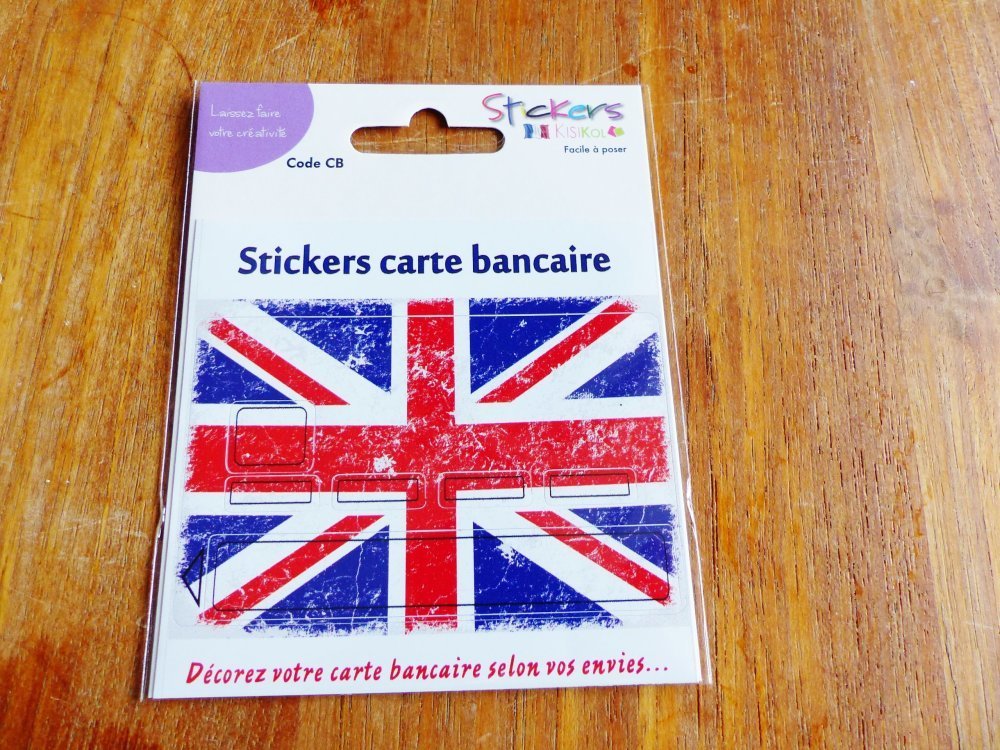 Laissez faire
votre créativité
Code CB
Stickers
KISIKOL
Facile à poser
Stickers carte bancaire
Décorez votre carte bancaire selon vos envies...